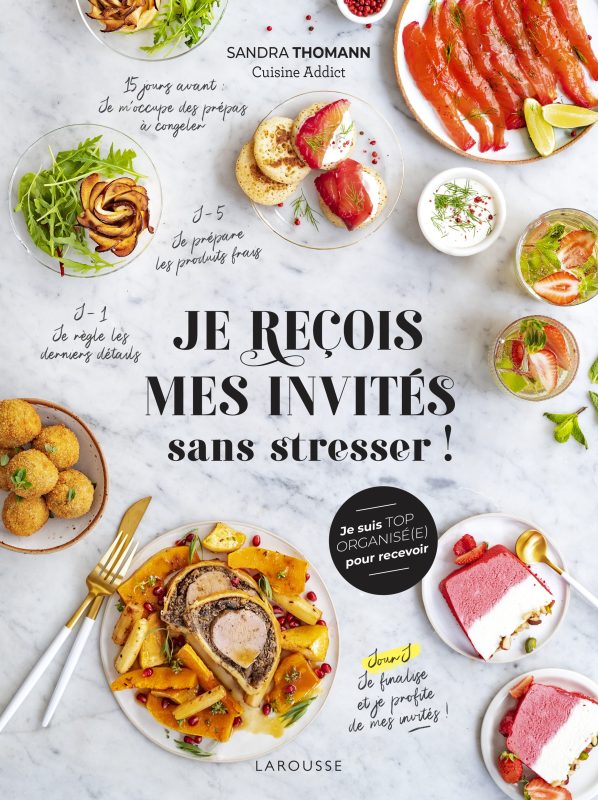 SANDRA THOMANN
Cuisine Addict
15 jours avant :
Je m'occupe des prépas
à congeler
J-5
Je prépare
les produits frais
J-1
Je règle les
derniers détails
JE REÇOIS
MES INVITÉS
sans stresser !
Je suis TOP
ORGANISÉ(E)
pour recevoir
Jour J
Je finalise
et je profite
de mes invités !
LAROUSSE